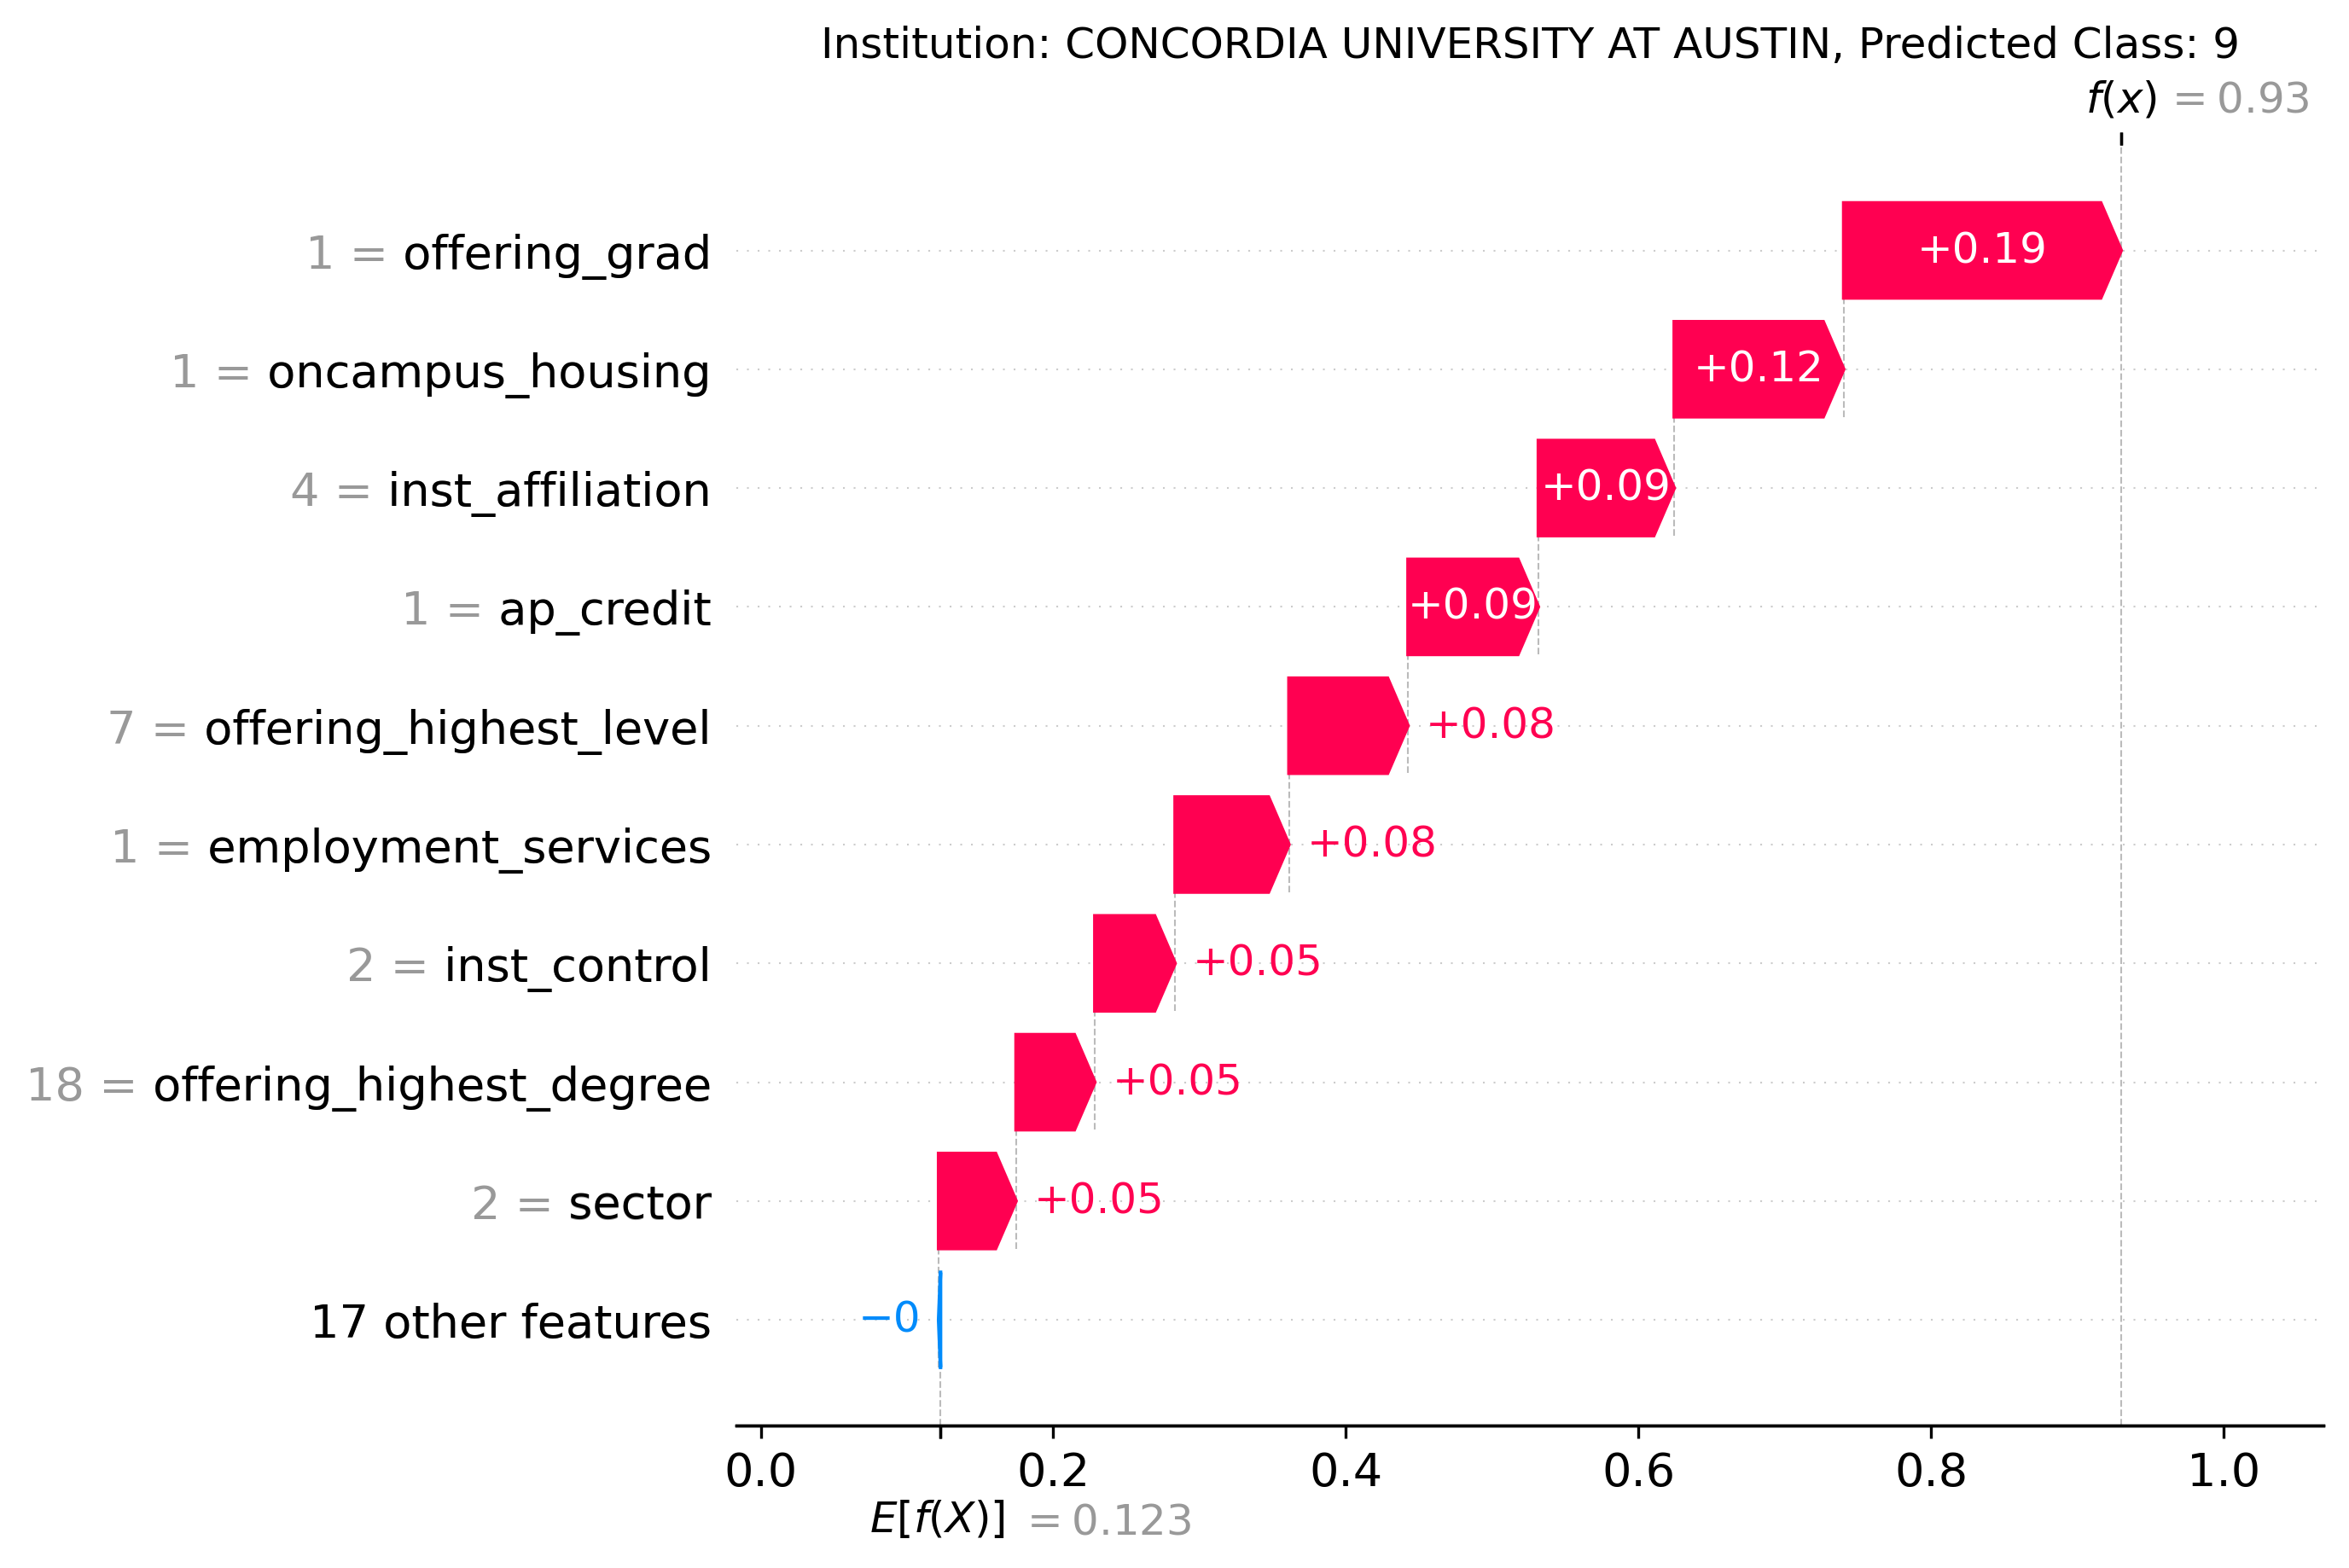 Institution: CONCORDIA UNIVERSITY AT AUSTIN, Predicted Class: 9
f(x) = 0.93
1 = offering_grad +0.19
1 = oncampus_housing +0.12
4 = inst_affiliation +0.09
1 = ap_credit +0.09
7 = offering_highest_level +0.08
1 = employment_services +0.08
2 = inst_control +0.05
18 = offering_highest_degree +0.05
2 = sector +0.05
17 other features −0
0.0 0.2 0.4 0.6 0.8 1.0
E[f(X)] = 0.123